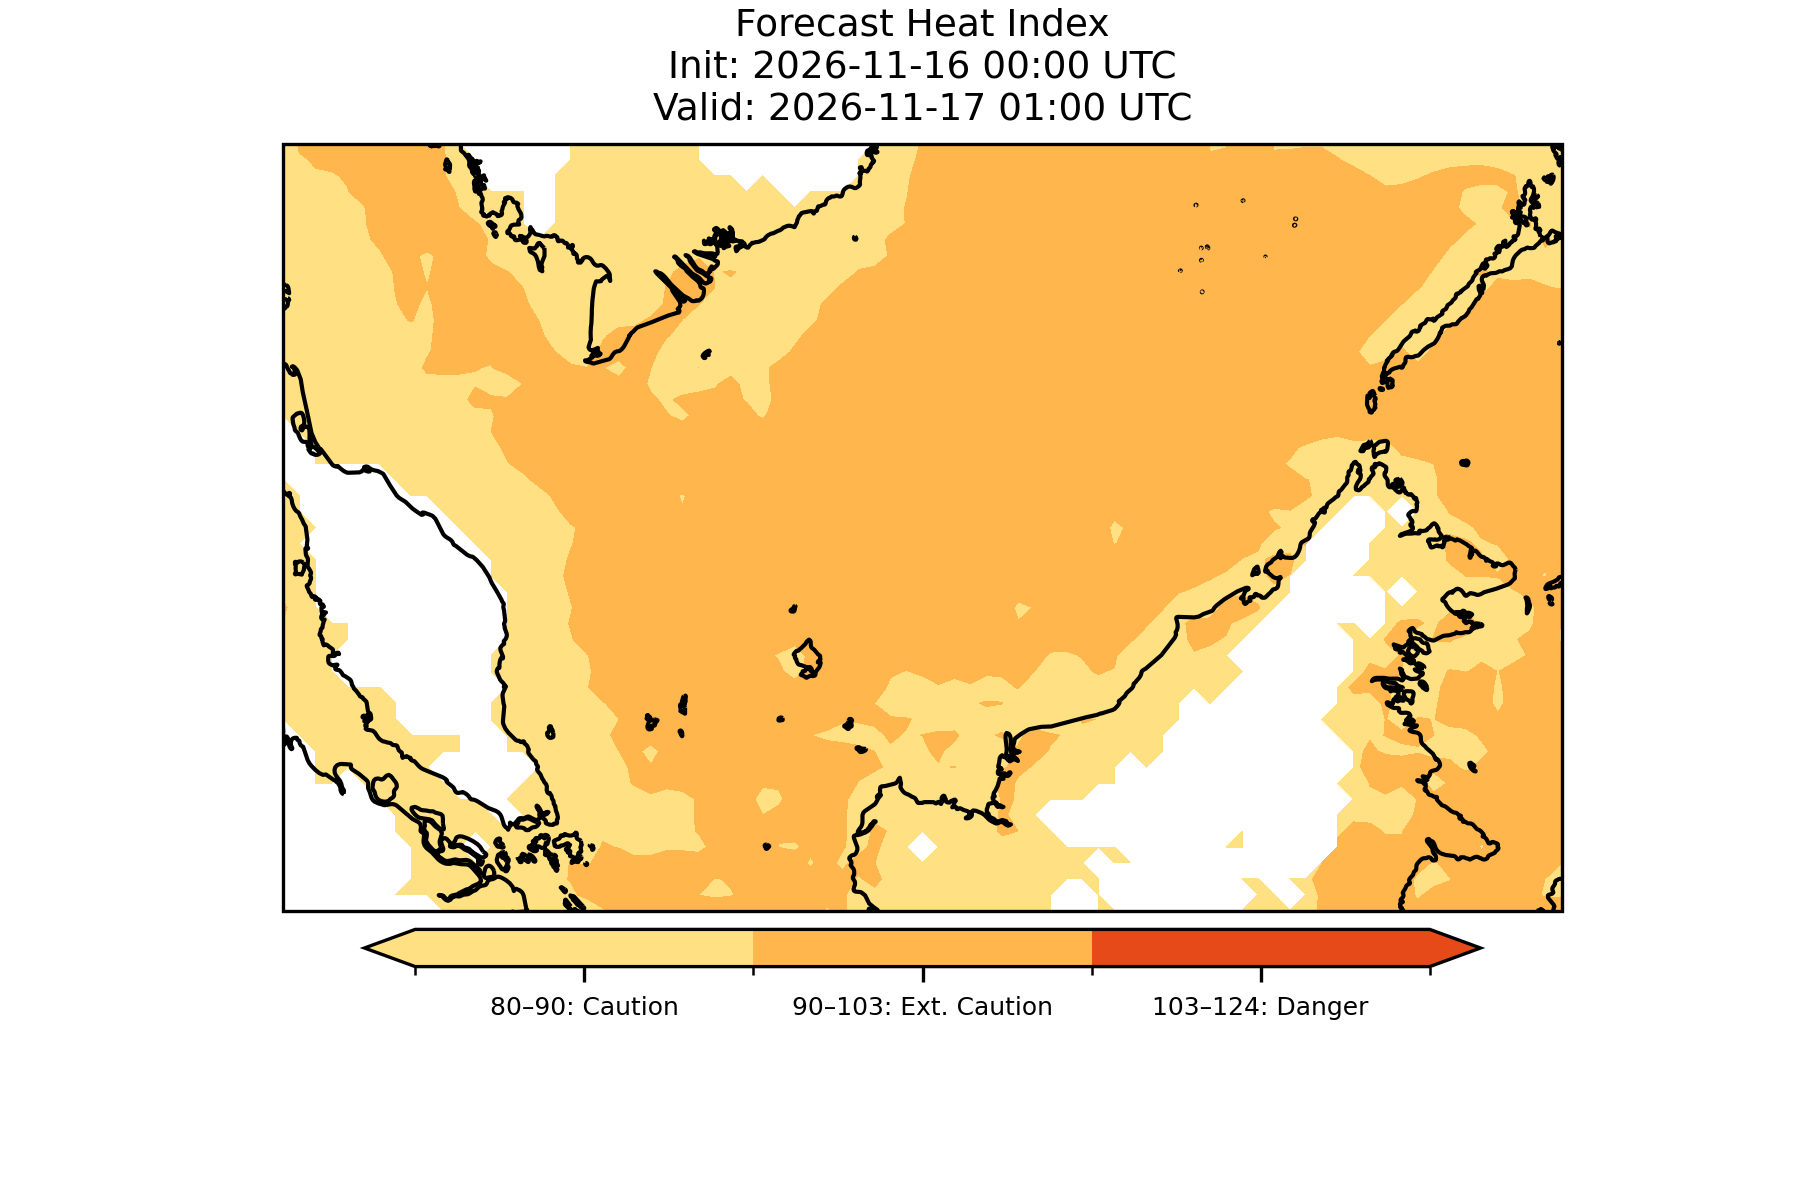 Forecast Heat Index
Init: 2026-11-16 00:00 UTC
Valid: 2026-11-17 01:00 UTC
80–90: Caution
90–103: Ext. Caution
103–124: Danger